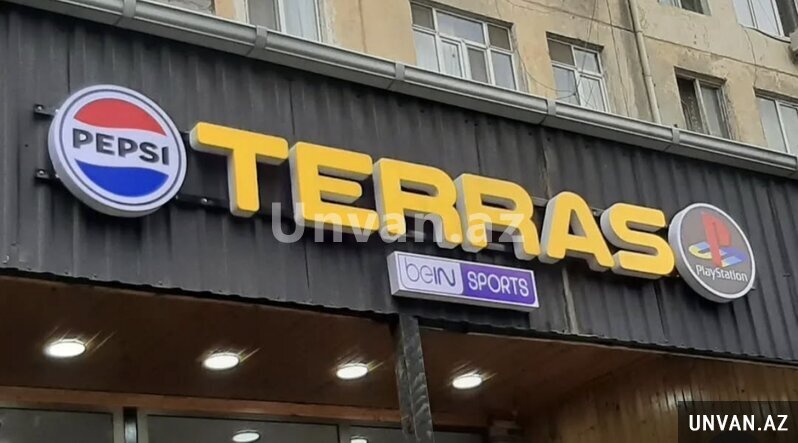 PEPSI
TERRAS
PlayStation
beIN SPORTS
Unvan.az
UNVAN.AZ